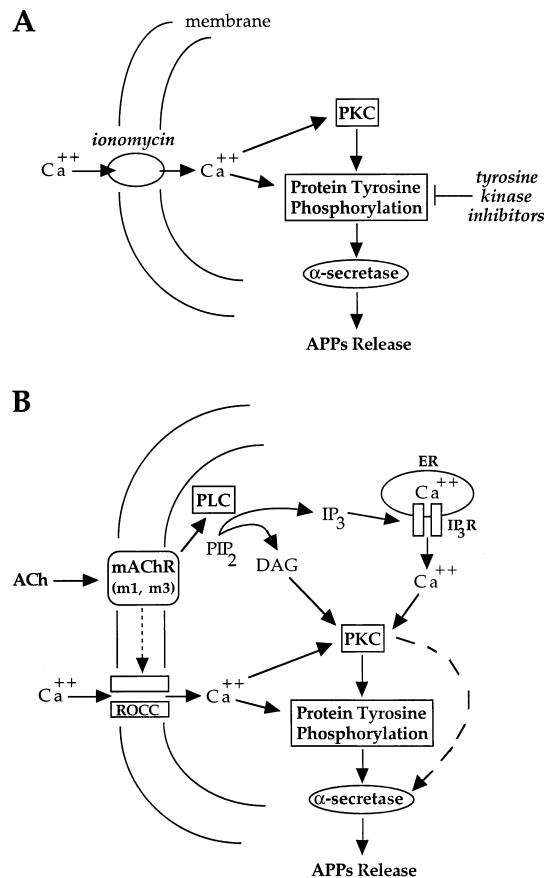 A
membrane
ionomycin
Ca++
Ca++
PKC
Protein Tyrosine
Phosphorylation
tyrosine
kinase
inhibitors
α-secretase
APPs Release
B
ER
Ca++
PLC
IP3
IP3R
PIP2
DAG
mAChR
(m1, m3)
ACh
Ca++
PKC
Ca++
Ca++
ROCC
Protein Tyrosine
Phosphorylation
α-secretase
APPs Release